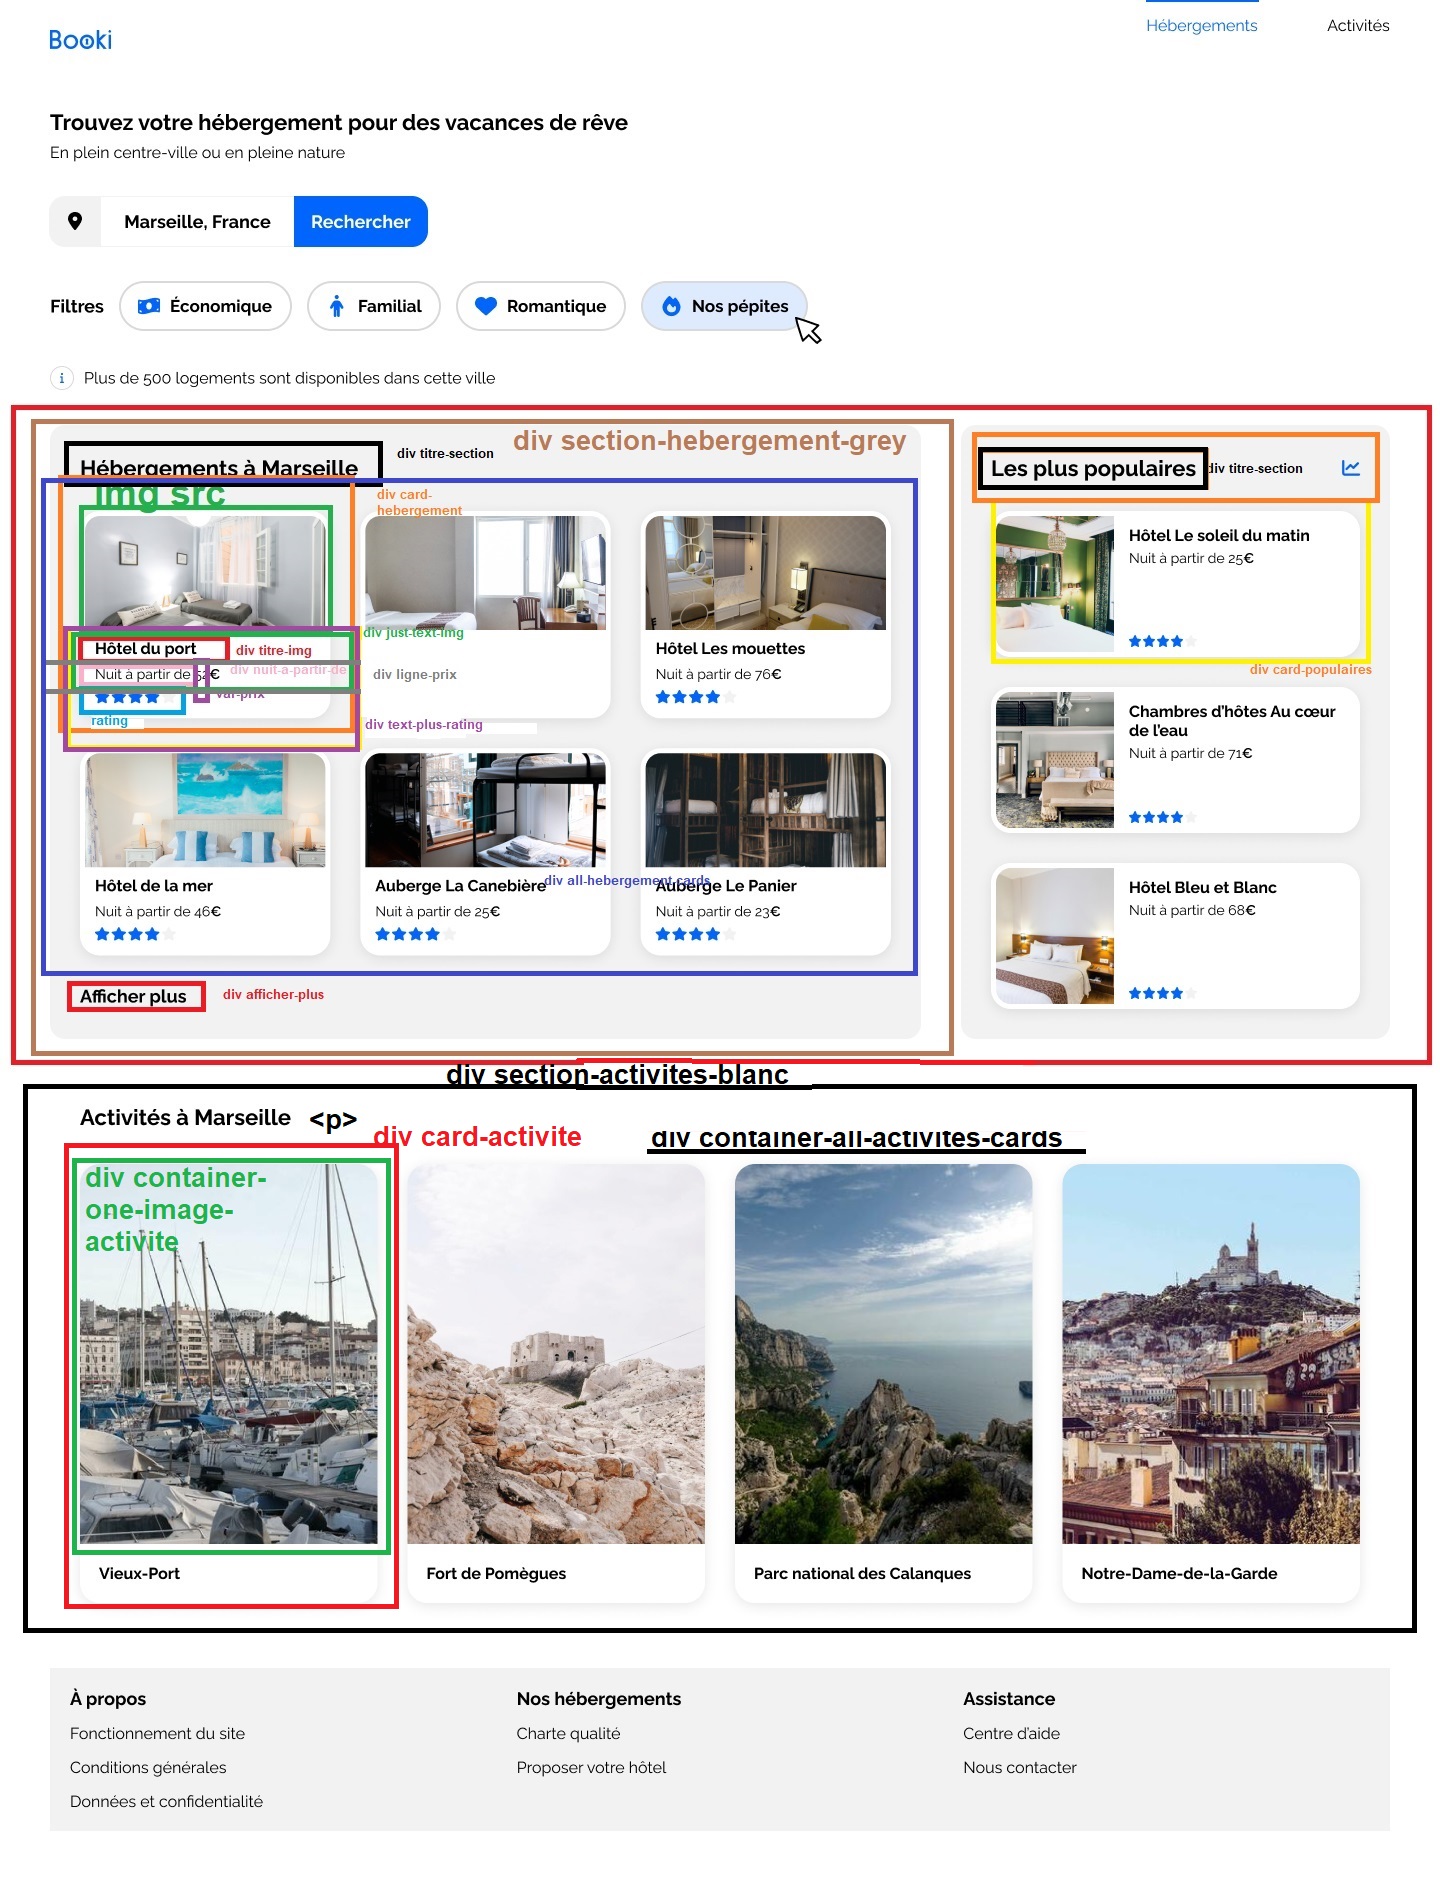 Booki
Hébergements
Activités
Trouvez votre hébergement pour des vacances de rêve
En plein centre-ville ou en pleine nature
Marseille, France
Rechercher
Filtres
Économique
Familial
Romantique
Nos pépites
Plus de 500 logements sont disponibles dans cette ville
div section-hebergement-grey
Hébergements à Marseille
div titre-section
img src
div card-
hebergement
Hôtel du port
div titre-img
div just-text-img
Nuit à partir de 52€
div nuit-a-partir-de
div ligne-prix
var-prix
rating
div text-plus-rating
Hôtel Les mouettes
Nuit à partir de 76€
Hôtel de la mer
Nuit à partir de 46€
Auberge La Canebière
Nuit à partir de 25€
div all-hebergement-cards
Auberge Le Panier
Nuit à partir de 23€
Afficher plus
div afficher-plus
Les plus populaires
div titre-section
Hôtel Le soleil du matin
Nuit à partir de 25€
div card-populaires
Chambres d'hôtes Au cœur
de l'eau
Nuit à partir de 71€
Hôtel Bleu et Blanc
Nuit à partir de 68€
div section-activites-blanc
Activités à Marseille
<p>
div card-activite
div container-all-activites-cards
div container-
one-image-
activite
Vieux-Port
Fort de Pomègues
Parc national des Calanques
Notre-Dame-de-la-Garde
À propos
Fonctionnement du site
Conditions générales
Données et confidentialité
Nos hébergements
Charte qualité
Proposer votre hôtel
Assistance
Centre d'aide
Nous contacter